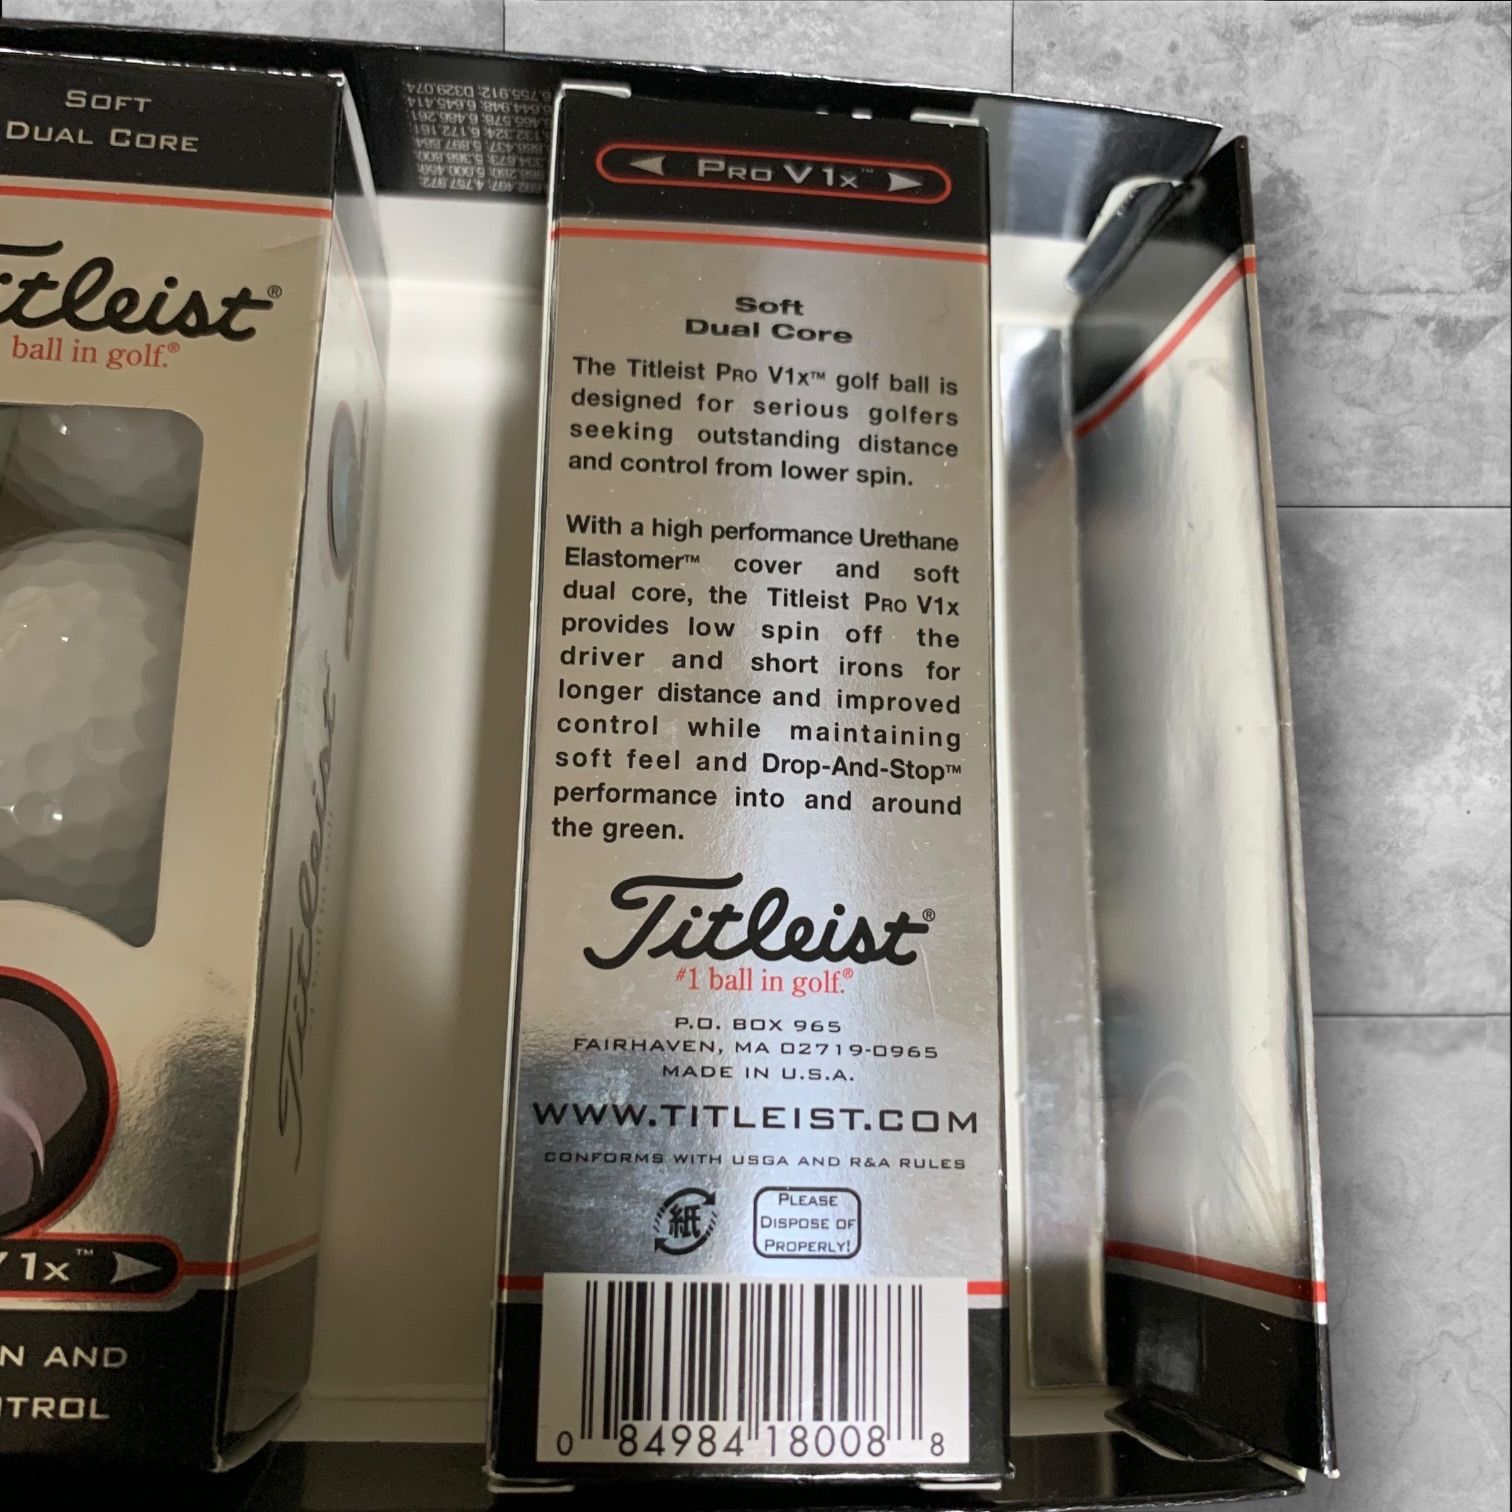 SOFT
DUAL CORE
Titleist®
ball in golf.®
1x™
N AND
TROL
Titleist
PRO V1x™
Soft
Dual Core
The Titleist PRO V1x™ golf ball is
designed for serious golfers
seeking outstanding distance
and control from lower spin.
With a high performance Urethane
Elastomer™ cover and soft
dual core, the Titleist PRO V1x
provides low spin off the
driver and short irons for
longer distance and improved
control while maintaining
soft feel and Drop-And-Stop™
performance into and around
the green.
Titleist®
#1 ball in golf.®
P.O. BOX 965
FAIRHAVEN, MA 02719-0965
MADE IN U.S.A.
WWW.TITLEIST.COM
CONFORMS WITH USGA AND R&A RULES
紙
PLEASE
DISPOSE OF
PROPERLY!
0 84984 18008 8